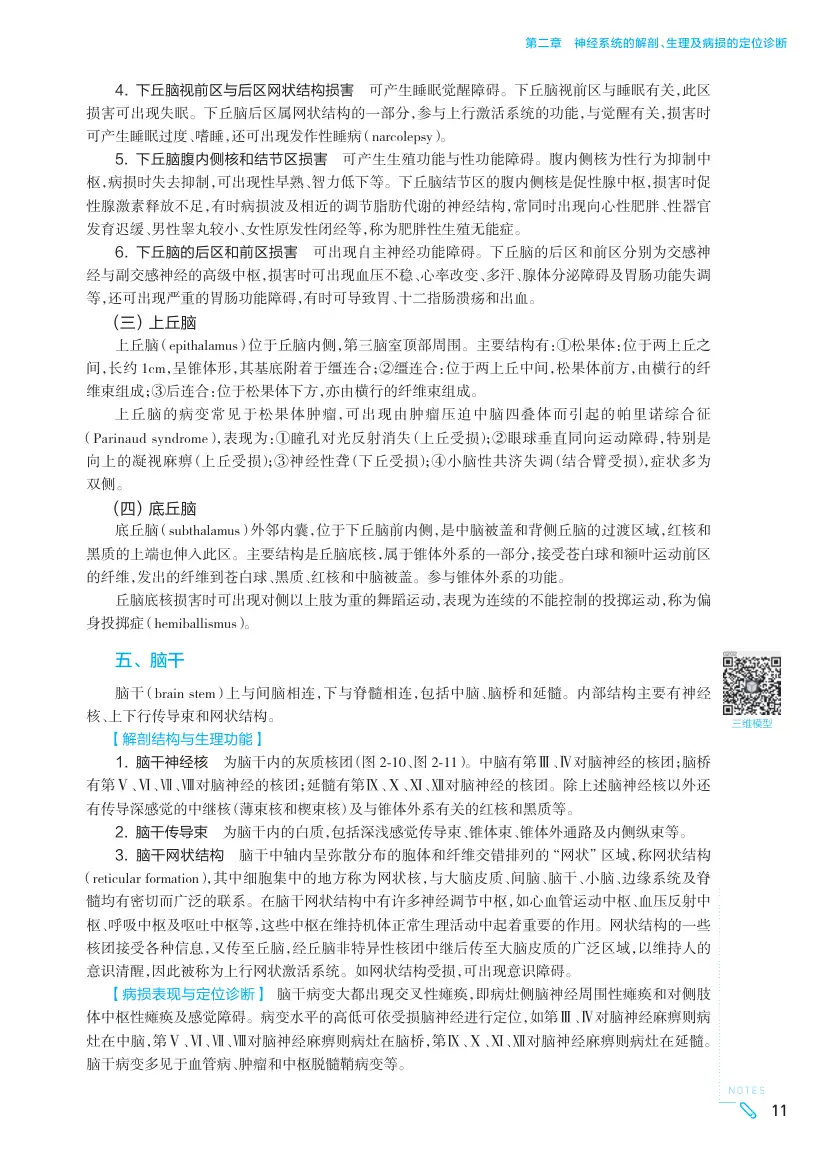 第二章　神经系统的解剖、生理及病损的定位诊断
4. 下丘脑视前区与后区网状结构损害　可产生睡眠觉醒障碍。下丘脑视前区与睡眠有关,此区
损害可出现失眠。下丘脑后区属网状结构的一部分,参与上行激活系统的功能,与觉醒有关,损害时
可产生睡眠过度、嗜睡,还可出现发作性睡病(narcolepsy)。
5. 下丘脑腹内侧核和结节区损害　可产生生殖功能与性功能障碍。腹内侧核为性行为抑制中
枢,病损时失去抑制,可出现性早熟、智力低下等。下丘脑结节区的腹内侧核是促性腺中枢,损害时促
性腺激素释放不足,有时病损波及相近的调节脂肪代谢的神经结构,常同时出现向心性肥胖、性器官
发育迟缓、男性睾丸较小、女性原发性闭经等,称为肥胖性生殖无能症。
6. 下丘脑的后区和前区损害　可出现自主神经功能障碍。下丘脑的后区和前区分别为交感神
经与副交感神经的高级中枢,损害时可出现血压不稳、心率改变、多汗、腺体分泌障碍及胃肠功能失调
等,还可出现严重的胃肠功能障碍,有时可导致胃、十二指肠溃疡和出血。
(三) 上丘脑
上丘脑(epithalamus)位于丘脑内侧,第三脑室顶部周围。主要结构有:①松果体:位于两上丘之
间,长约 1cm,呈锥体形,其基底附着于缰连合;②缰连合:位于两上丘中间,松果体前方,由横行的纤
维束组成;③后连合:位于松果体下方,亦由横行的纤维束组成。
上丘脑的病变常见于松果体肿瘤,可出现由肿瘤压迫中脑四叠体而引起的帕里诺综合征
(Parinaud syndrome),表现为:①瞳孔对光反射消失(上丘受损);②眼球垂直同向运动障碍,特别是
向上的凝视麻痹(上丘受损);③神经性聋(下丘受损);④小脑性共济失调(结合臂受损),症状多为
双侧。
(四) 底丘脑
底丘脑(subthalamus)外邻内囊,位于下丘脑前内侧,是中脑被盖和背侧丘脑的过渡区域,红核和
黑质的上端也伸入此区。主要结构是丘脑底核,属于锥体外系的一部分,接受苍白球和额叶运动前区
的纤维,发出的纤维到苍白球、黑质、红核和中脑被盖。参与锥体外系的功能。
丘脑底核损害时可出现对侧以上肢为重的舞蹈运动,表现为连续的不能控制的投掷运动,称为偏
身投掷症(hemiballismus)。
五、脑干
脑干(brain stem)上与间脑相连,下与脊髓相连,包括中脑、脑桥和延髓。内部结构主要有神经
核、上下行传导束和网状结构。
三维模型
【解剖结构与生理功能】
1. 脑干神经核　为脑干内的灰质核团(图 2-10、图 2-11)。中脑有第Ⅲ、Ⅳ对脑神经的核团;脑桥
有第Ⅴ、Ⅵ、Ⅶ、Ⅷ对脑神经的核团;延髓有第Ⅸ、Ⅹ、Ⅺ、Ⅻ对脑神经的核团。除上述脑神经核以外还
有传导深感觉的中继核(薄束核和楔束核)及与锥体外系有关的红核和黑质等。
2. 脑干传导束　为脑干内的白质,包括深浅感觉传导束、锥体束、锥体外通路及内侧纵束等。
3. 脑干网状结构　脑干中轴内呈弥散分布的胞体和纤维交错排列的“网状”区域,称网状结构
(reticular formation),其中细胞集中的地方称为网状核,与大脑皮质、间脑、脑干、小脑、边缘系统及脊
髓均有密切而广泛的联系。在脑干网状结构中有许多神经调节中枢,如心血管运动中枢、血压反射中
枢、呼吸中枢及呕吐中枢等,这些中枢在维持机体正常生理活动中起着重要的作用。网状结构的一些
核团接受各种信息,又传至丘脑,经丘脑非特异性核团中继后传至大脑皮质的广泛区域,以维持人的
意识清醒,因此被称为上行网状激活系统。如网状结构受损,可出现意识障碍。
【病损表现与定位诊断】　脑干病变大都出现交叉性瘫痪,即病灶侧脑神经周围性瘫痪和对侧肢
体中枢性瘫痪及感觉障碍。病变水平的高低可依受损脑神经进行定位,如第Ⅲ、Ⅳ对脑神经麻痹则病
灶在中脑,第Ⅴ、Ⅵ、Ⅶ、Ⅷ对脑神经麻痹则病灶在脑桥,第Ⅸ、Ⅹ、Ⅺ、Ⅻ对脑神经麻痹则病灶在延髓。
脑干病变多见于血管病、肿瘤和中枢脱髓鞘病变等。
NOTES
11